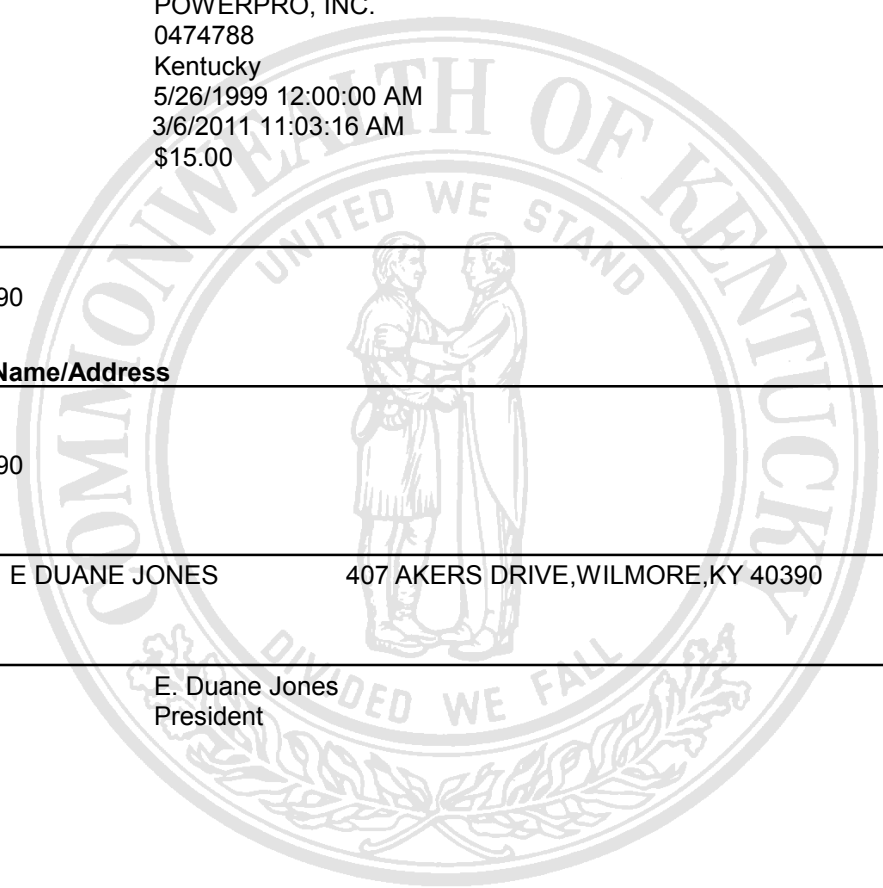 POWERPRO, INC.
0474788
Kentucky
5/26/1999 12:00:00 AM
3/6/2011 11:03:16 AM
$15.00
COMMONWEALTH OF KENTUCKY
UNITED WE STAND
90
Name/Address
90
E DUANE JONES 407 AKERS DRIVE,WILMORE,KY 40390
DIVIDED WE FALL
E. Duane Jones
President